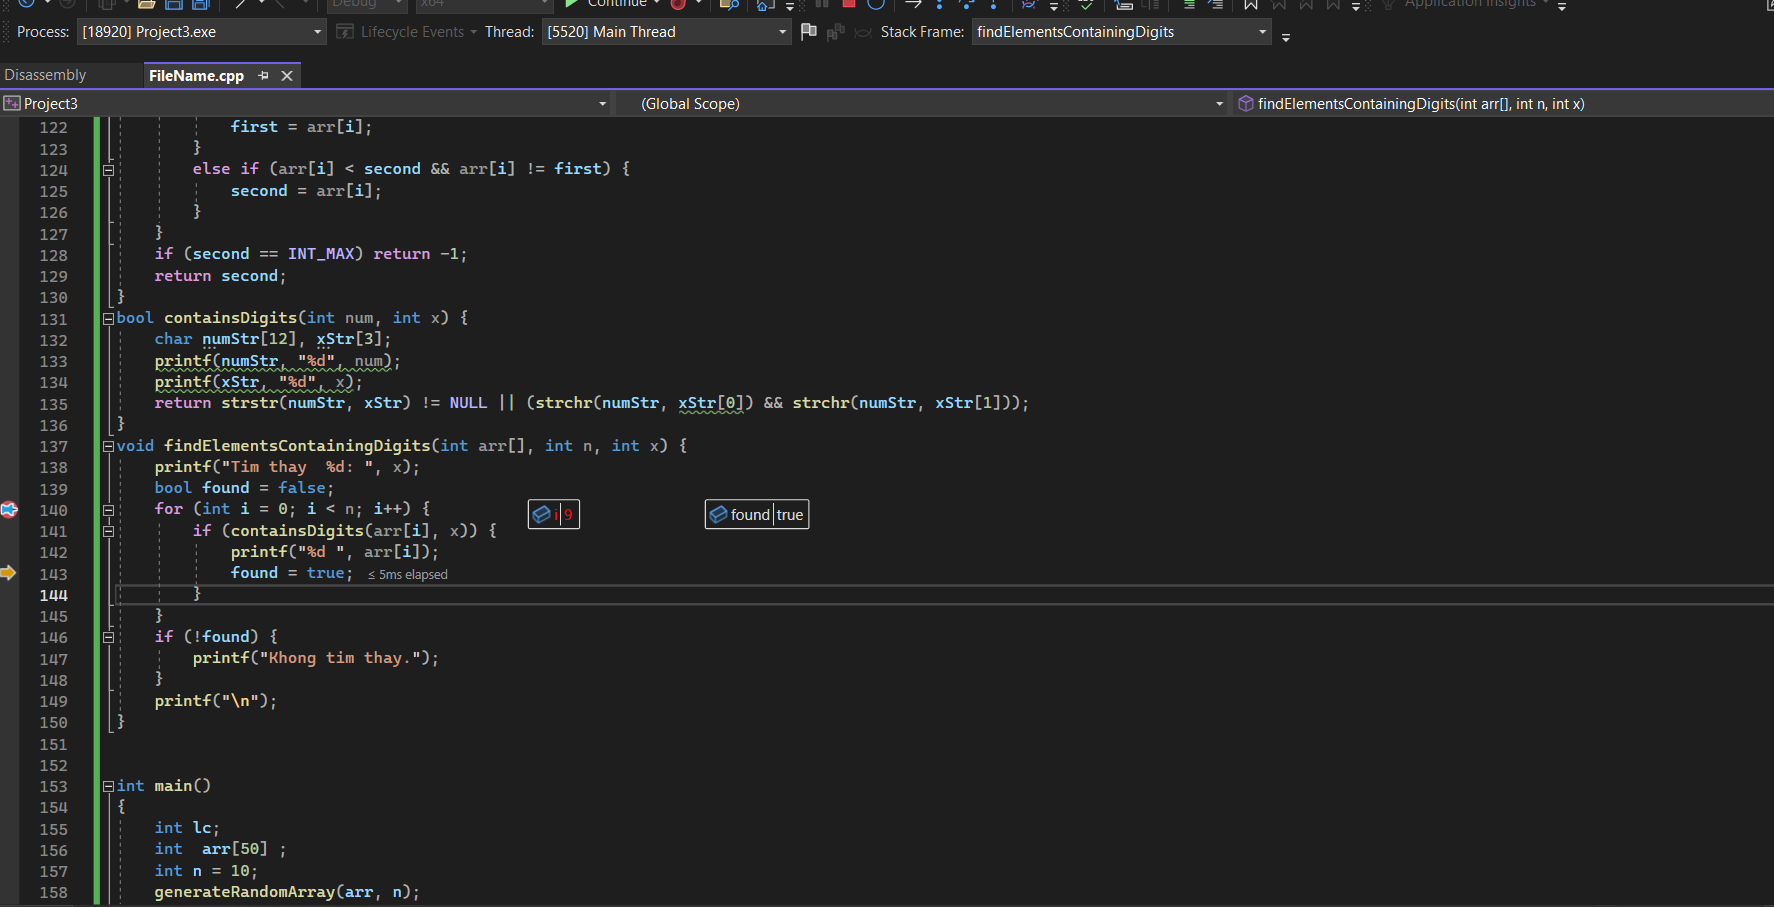 Debug x64 Continue Application Insights
Process: [18920] Project3.exe Lifecycle Events Thread: [5520] Main Thread Stack Frame: findElementsContainingDigits
Disassembly FileName.cpp
Project3 (Global Scope) findElementsContainingDigits(int arr[], int n, int x)
122 first = arr[i];
123 }
124 else if (arr[i] < second && arr[i] != first) {
125 second = arr[i];
126 }
127 }
128 if (second == INT_MAX) return -1;
129 return second;
130 }
131 bool containsDigits(int num, int x) {
132 char numStr[12], xStr[3];
133 printf(numStr, "%d", num);
134 printf(xStr, "%d", x);
135 return strstr(numStr, xStr) != NULL || (strchr(numStr, xStr[0]) && strchr(numStr, xStr[1]));
136 }
137 void findElementsContainingDigits(int arr[], int n, int x) {
138 printf("Tim thay  %d: ", x);
139 bool found = false;
140 for (int i = 0; i < n; i++) { i 9 found true
141 if (containsDigits(arr[i], x)) {
142 printf("%d ", arr[i]);
143 found = true; ≤ 5ms elapsed
144 }
145 }
146 if (!found) {
147 printf("Khong tim thay.");
148 }
149 printf("\n");
150 }
151
152
153 int main()
154 {
155 int lc;
156 int  arr[50] ;
157 int n = 10;
158 generateRandomArray(arr, n);